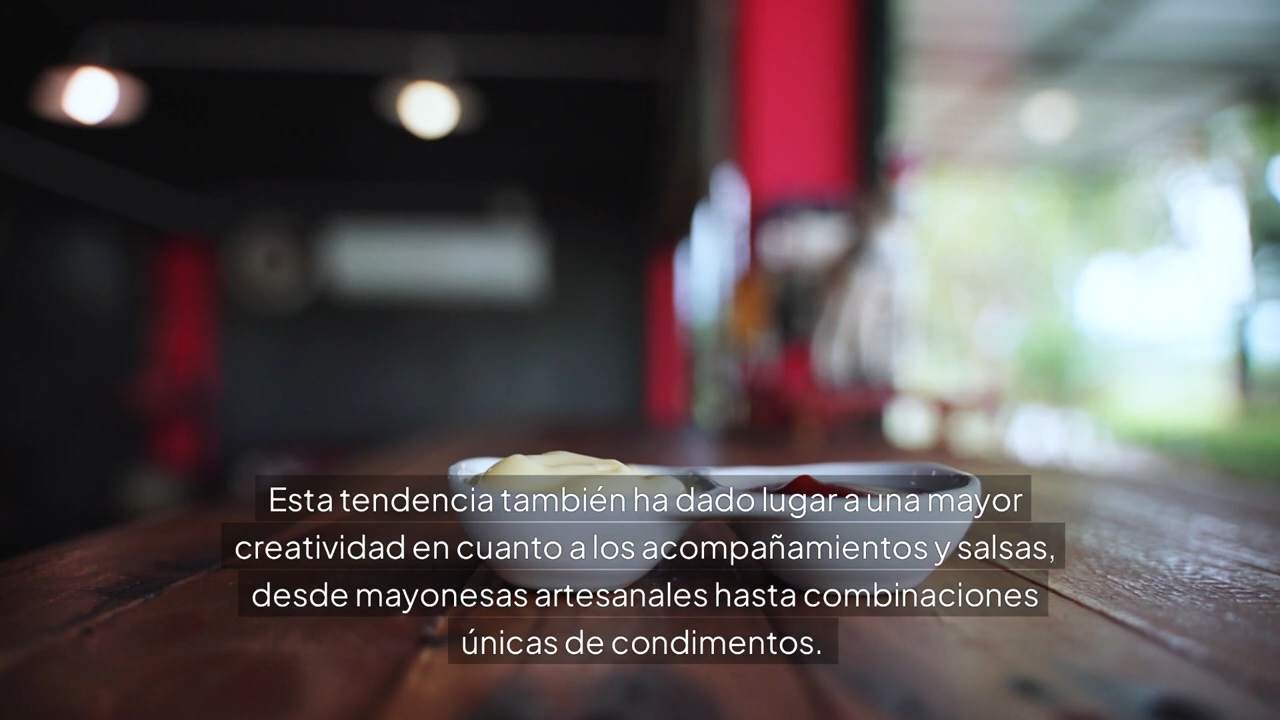 Esta tendencia también ha dado lugar a una mayor
creatividad en cuanto a los acompañamientos y salsas,
desde mayonesas artesanales hasta combinaciones
únicas de condimentos.